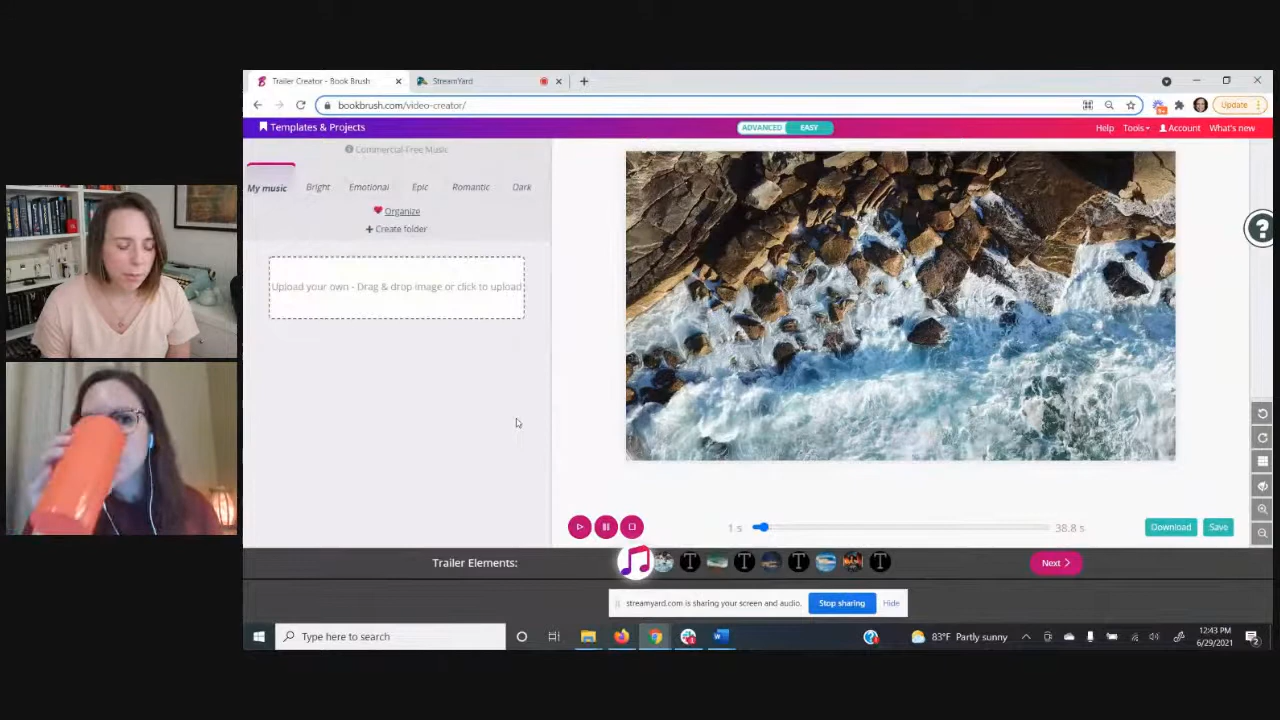 Trailer Creator - Book Brush
StreamYard
bookbrush.com/video-creator/
Update
Templates & Projects
ADVANCED EASY
Help Tools Account What's new
Commercial-Free Music
My music Bright Emotional Epic Romantic Dark
Organize
+ Create folder
Upload your own - Drag & drop image or click to upload
?
1 s
38.8 s
Download Save
Trailer Elements:
T T T T
Next
streamyard.com is sharing your screen and audio.
Stop sharing
Hide
Type here to search
83°F Partly sunny
12:43 PM
6/29/2021
2